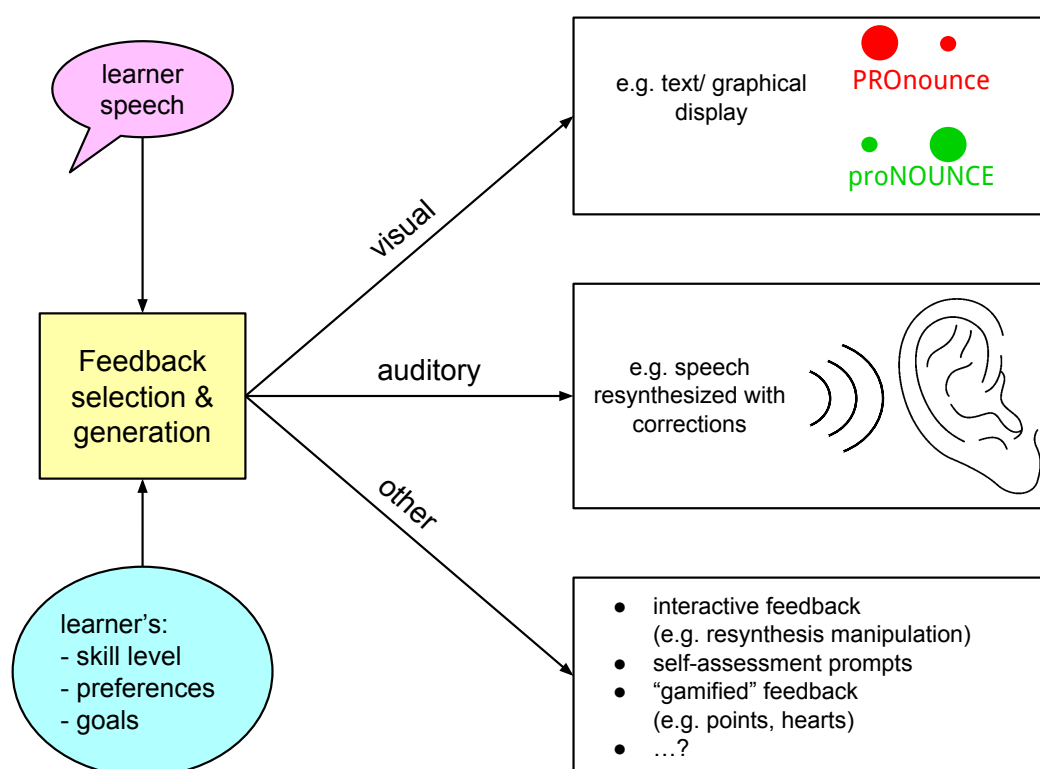 learner
speech
Feedback
selection &
generation
learner's:
- skill level
- preferences
- goals
visual
auditory
other
e.g. text/ graphical
display
PROnounce
proNOUNCE
e.g. speech
resynthesized with
corrections
● interactive feedback
(e.g. resynthesis manipulation)
● self-assessment prompts
● “gamified” feedback
(e.g. points, hearts)
● …?